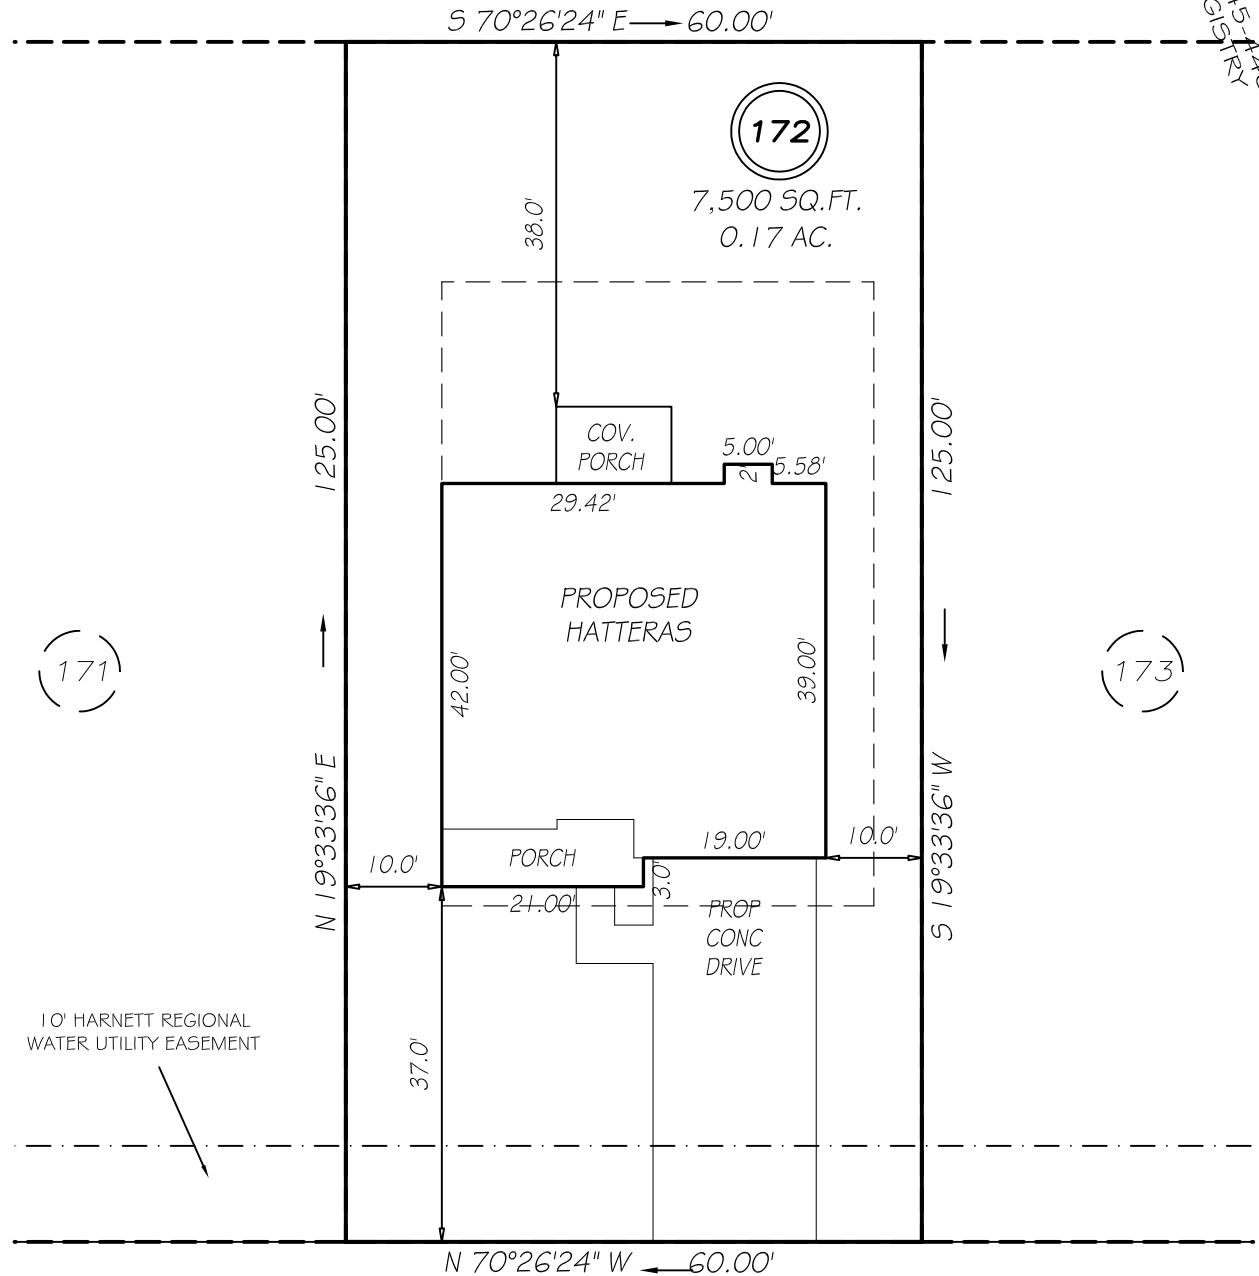 S 70°26'24" E 60.00'
GISTRY
172
7,500 SQ.FT.
0.17 AC.
38.0'
COV.
PORCH
5.00'
2'
5.58'
29.42'
125.00'
125.00'
PROPOSED
HATTERAS
171
173
42.00'
39.00'
N 19°33'36" E
S 19°33'36" W
10.0'
PORCH
19.00'
10.0'
21.00'
3.0'
PROP
CONC
DRIVE
10' HARNETT REGIONAL
WATER UTILITY EASEMENT
37.0'
N 70°26'24" W 60.00'